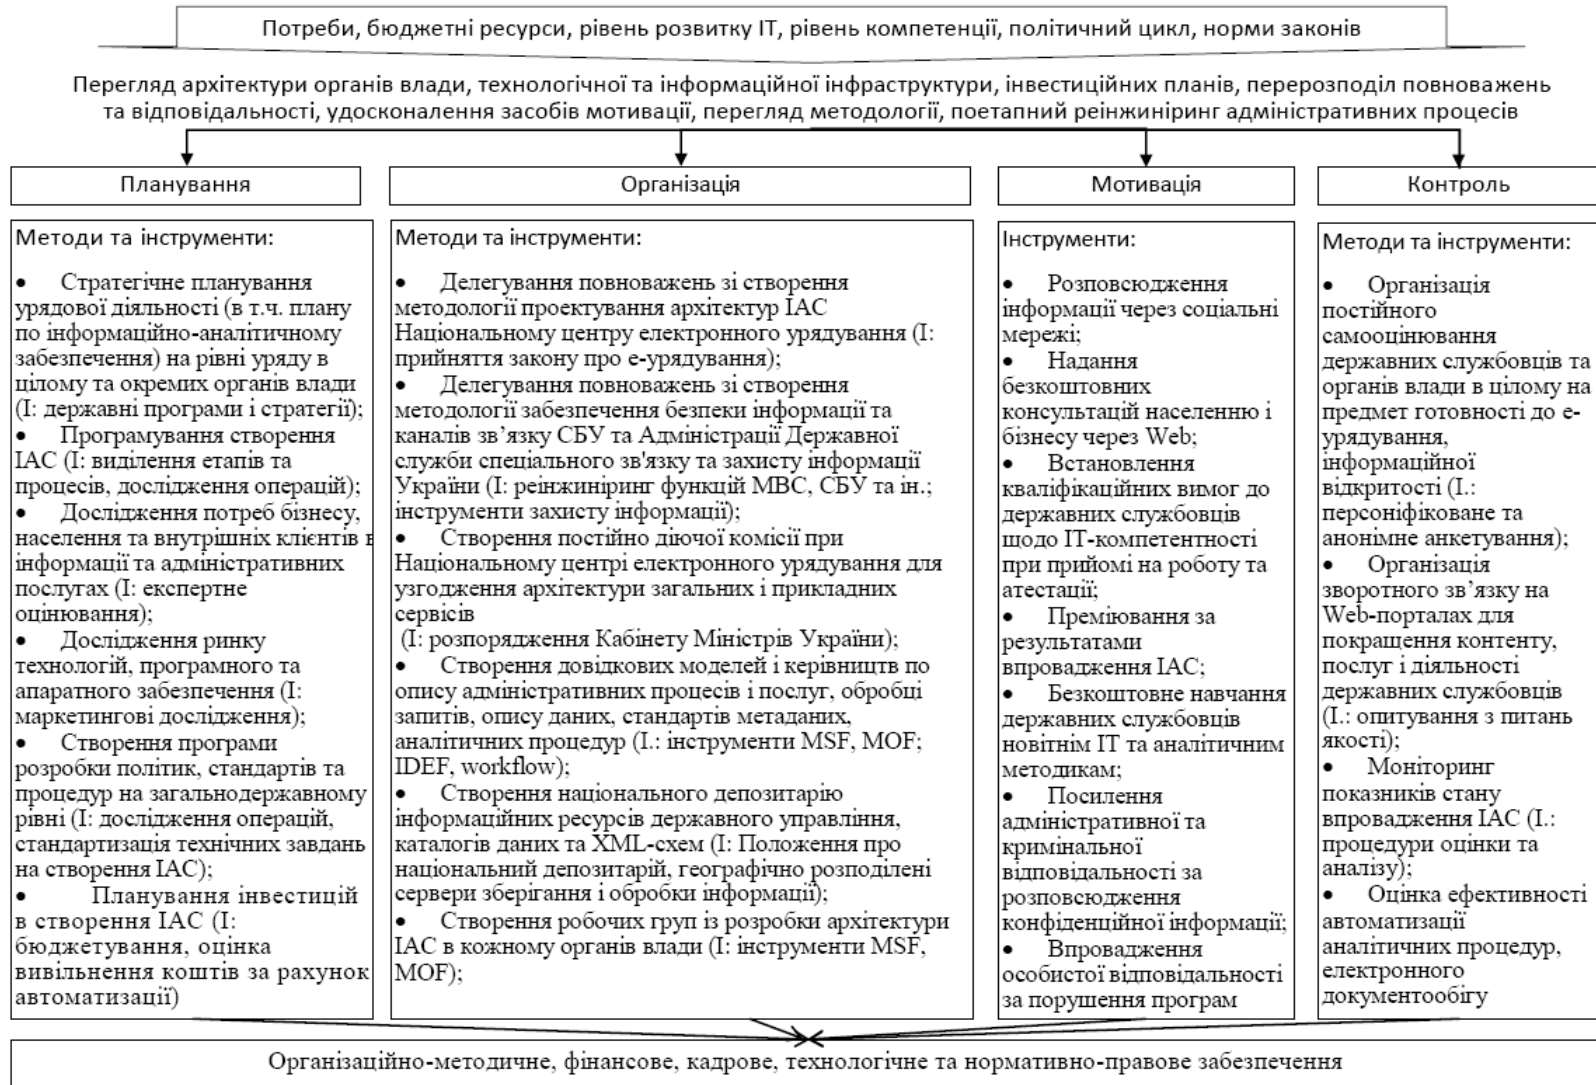 Потреби, бюджетні ресурси, рівень розвитку ІТ, рівень компетенції, політичний цикл, норми законів
Перегляд архітектури органів влади, технологічної та інформаційної інфраструктури, інвестиційних планів, перерозподіл повноважень
та відповідальності, удосконалення засобів мотивації, перегляд методології, поетапний реінжиніринг адміністративних процесів
Планування
Методи та інструменти:
• Стратегічне планування
урядової діяльності (в т.ч. плану
по інформаційно-аналітичному
забезпечення) на рівні уряду в
цілому та окремих органів влади
(І: державні програми і стратегії);
• Програмування створення
ІАС (І: виділення етапів та
процесів, дослідження операцій);
• Дослідження потреб бізнесу,
населення та внутрішніх клієнтів в
інформації та адміністративних
послугах (І: експертне
оцінювання);
• Дослідження ринку
технологій, програмного та
апаратного забезпечення (І:
маркетингові дослідження);
• Створення програми
розробки політик, стандартів та
процедур на загальнодержавному
рівні (І: дослідження операцій,
стандартизація технічних завдань
на створення ІАС);
• Планування інвестицій
в створення ІАС (І:
бюджетування, оцінка
вивільнення коштів за рахунок
автоматизації)
Організація
Методи та інструменти:
• Делегування повноважень зі створення
методології проектування архітектур ІАС
Національному центру електронного урядування (І:
прийняття закону про е-урядування);
• Делегування повноважень зі створення
методології забезпечення безпеки інформації та
каналів зв’язку СБУ та Адміністрації Державної
служби спеціального зв'язку та захисту інформації
України (І: реінжиніринг функцій МВС, СБУ та ін.;
інструменти захисту інформації);
• Створення постійно діючої комісії при
Національному центрі електронного урядування для
узгодження архітектури загальних і прикладних
сервісів
(І: розпорядження Кабінету Міністрів України);
• Створення довідкових моделей і керівництв по
опису адміністративних процесів і послуг, обробці
запитів, опису даних, стандартів метаданих,
аналітичних процедур (І.: інструменти MSF, MOF;
IDEF, workflow);
• Створення національного депозитарію
інформаційних ресурсів державного управління,
каталогів даних та XML-схем (І: Положення про
національний депозитарій, географічно розподілені
сервери зберігання і обробки інформації);
• Створення робочих груп із розробки архітектури
ІАС в кожному органів влади (І: інструменти MSF,
MOF);
Мотивація
Інструменти:
• Розповсюдження
інформації через соціальні
мережі;
• Надання
безкоштовних
консультацій населенню і
бізнесу через Web;
• Встановлення
кваліфікаційних вимог до
державних службовців
щодо ІТ-компетентності
при прийомі на роботу та
атестації;
• Преміювання за
результатами
впровадження ІАС;
• Безкоштовне навчання
державних службовців
новітнім ІТ та аналітичним
методикам;
• Посилення
адміністративної та
кримінальної
відповідальності за
розповсюдження
конфіденційної інформації;
• Впровадження
особистої відповідальності
за порушення програм
Контроль
Методи та інструменти:
• Організація
постійного
самооцінювання
державних службовців та
органів влади в цілому на
предмет готовності до е-
урядування,
інформаційної
відкритості (І.:
персоніфіковане та
анонімне анкетування);
• Організація
зворотного зв’язку на
Web-порталах для
покращення контенту,
послуг і діяльності
державних службовців
(І.: опитування з питань
якості);
• Моніторинг
показників стану
впровадження ІАС (І.:
процедури оцінки та
аналізу);
• Оцінка ефективності
автоматизації
аналітичних процедур,
електронного
документообігу
Організаційно-методичне, фінансове, кадрове, технологічне та нормативно-правове забезпечення